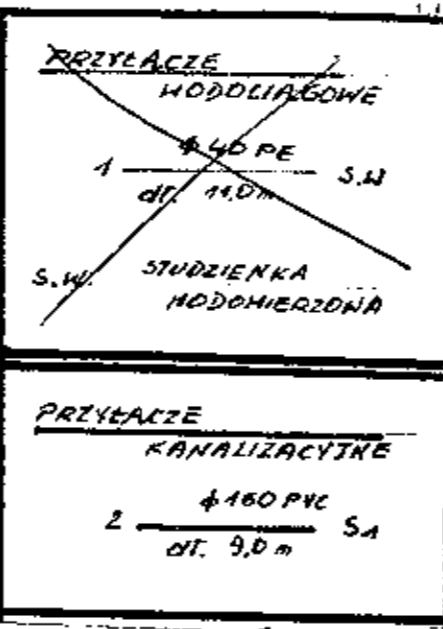 PRZYŁĄCZE
WODOCIĄGOWE
ϕ 40 PE
1 S.W
dł. 11,0 m
S.W. STUDZIENKA
WODOMIERZOWA
PRZYŁĄCZE
KANALIZACYJNE
ϕ 160 PVC
2 S1
dł. 9,0 m